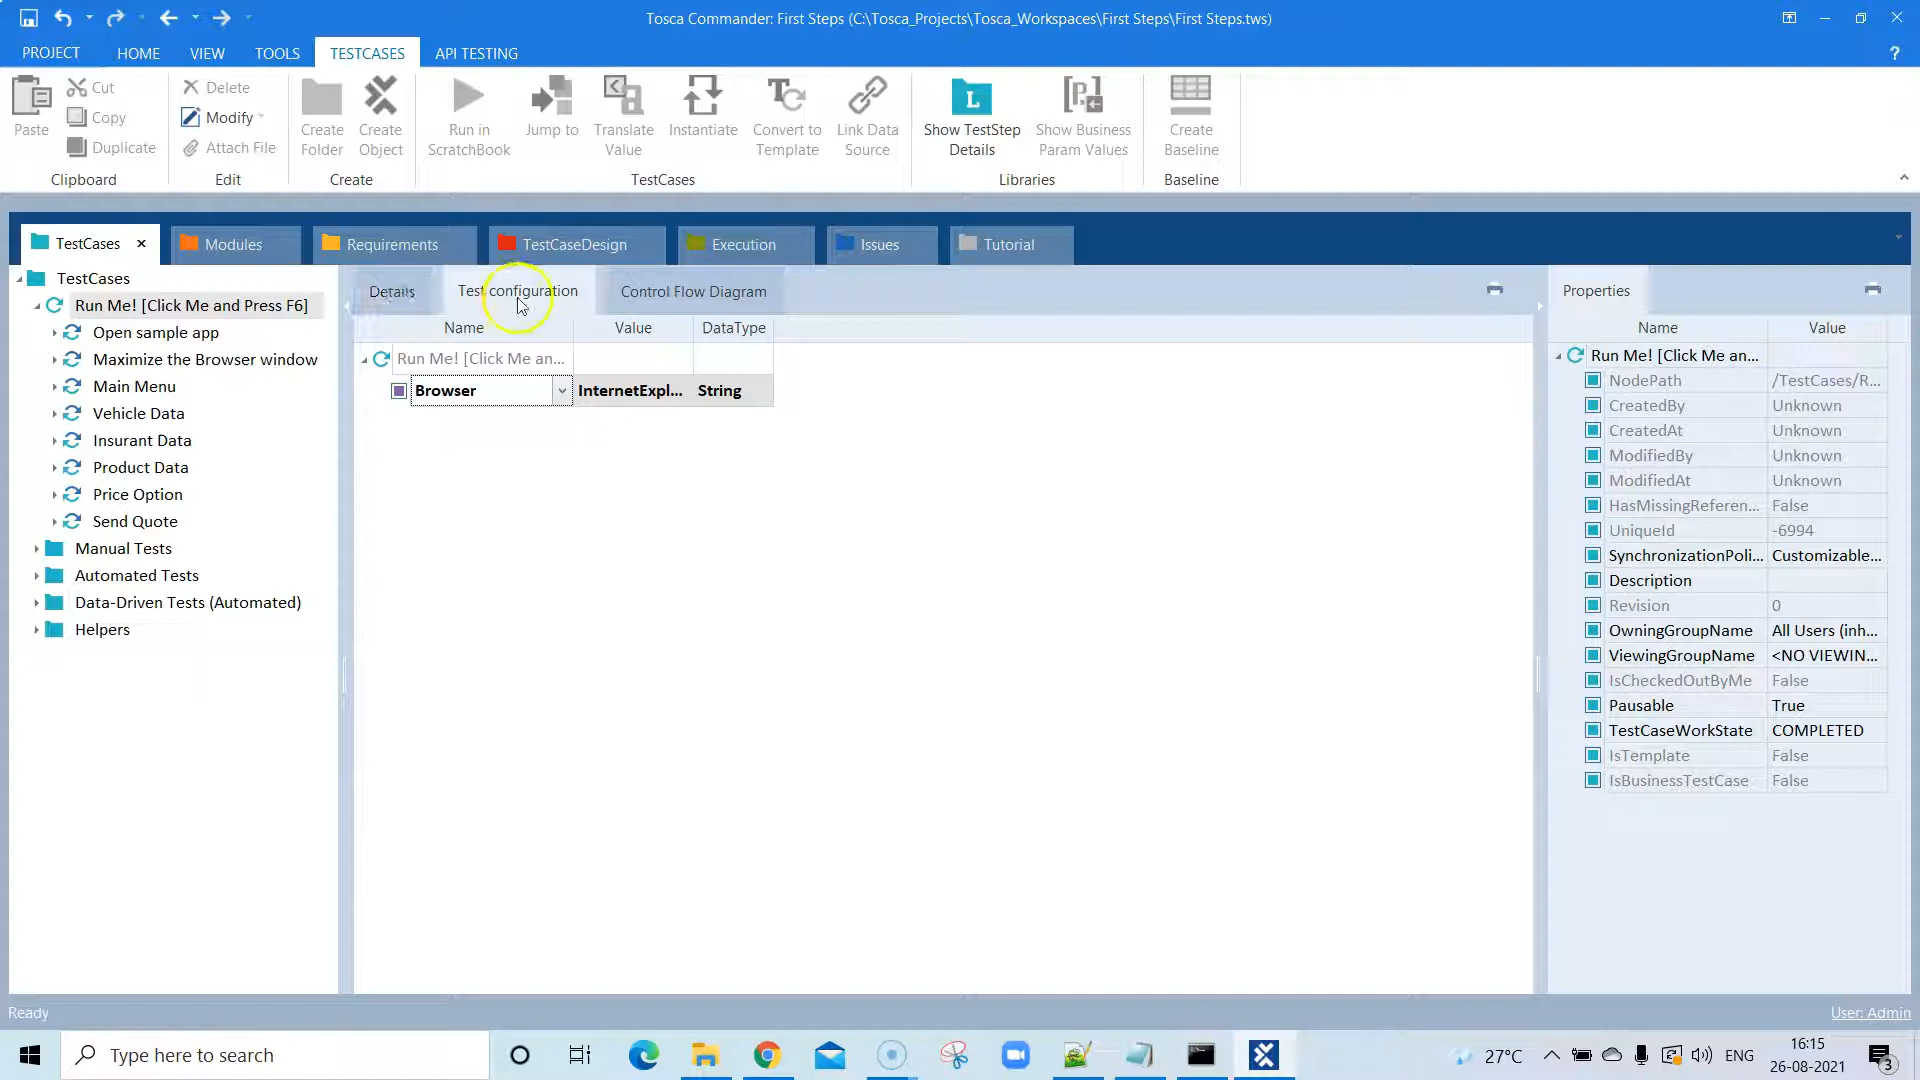 Tosca Commander: First Steps (C:\Tosca_Projects\Tosca_Workspaces\First Steps\First Steps.tws)
PROJECT HOME VIEW TOOLS TESTCASES API TESTING ?
Paste
Cut
Copy
Duplicate
Clipboard
Delete
Modify
Attach File
Edit
Create Folder
Create Object
Create
Run in ScratchBook
Jump to
Translate Value
Instantiate
Convert to Template
Link Data Source
TestCases
L
Show TestStep Details
Show Business Param Values
Libraries
Create Baseline
Baseline
TestCases Modules Requirements TestCaseDesign Execution Issues Tutorial
TestCases
Run Me! [Click Me and Press F6]
Open sample app
Maximize the Browser window
Main Menu
Vehicle Data
Insurant Data
Product Data
Price Option
Send Quote
Manual Tests
Automated Tests
Data-Driven Tests (Automated)
Helpers
Details Test configuration Control Flow Diagram
Name Value DataType
Run Me! [Click Me an...
Browser InternetExpl... String
Properties
Name Value
Run Me! [Click Me an...
NodePath /TestCases/R...
CreatedBy Unknown
CreatedAt Unknown
ModifiedBy Unknown
ModifiedAt Unknown
HasMissingReferen... False
UniqueId -6994
SynchronizationPoli... Customizable...
Description
Revision 0
OwningGroupName All Users (inh...
ViewingGroupName <NO VIEWIN...
IsCheckedOutByMe False
Pausable True
TestCaseWorkState COMPLETED
IsTemplate False
IsBusinessTestCase False
Ready User: Admin
Type here to search
27°C ENG
16:15
26-08-2021
3